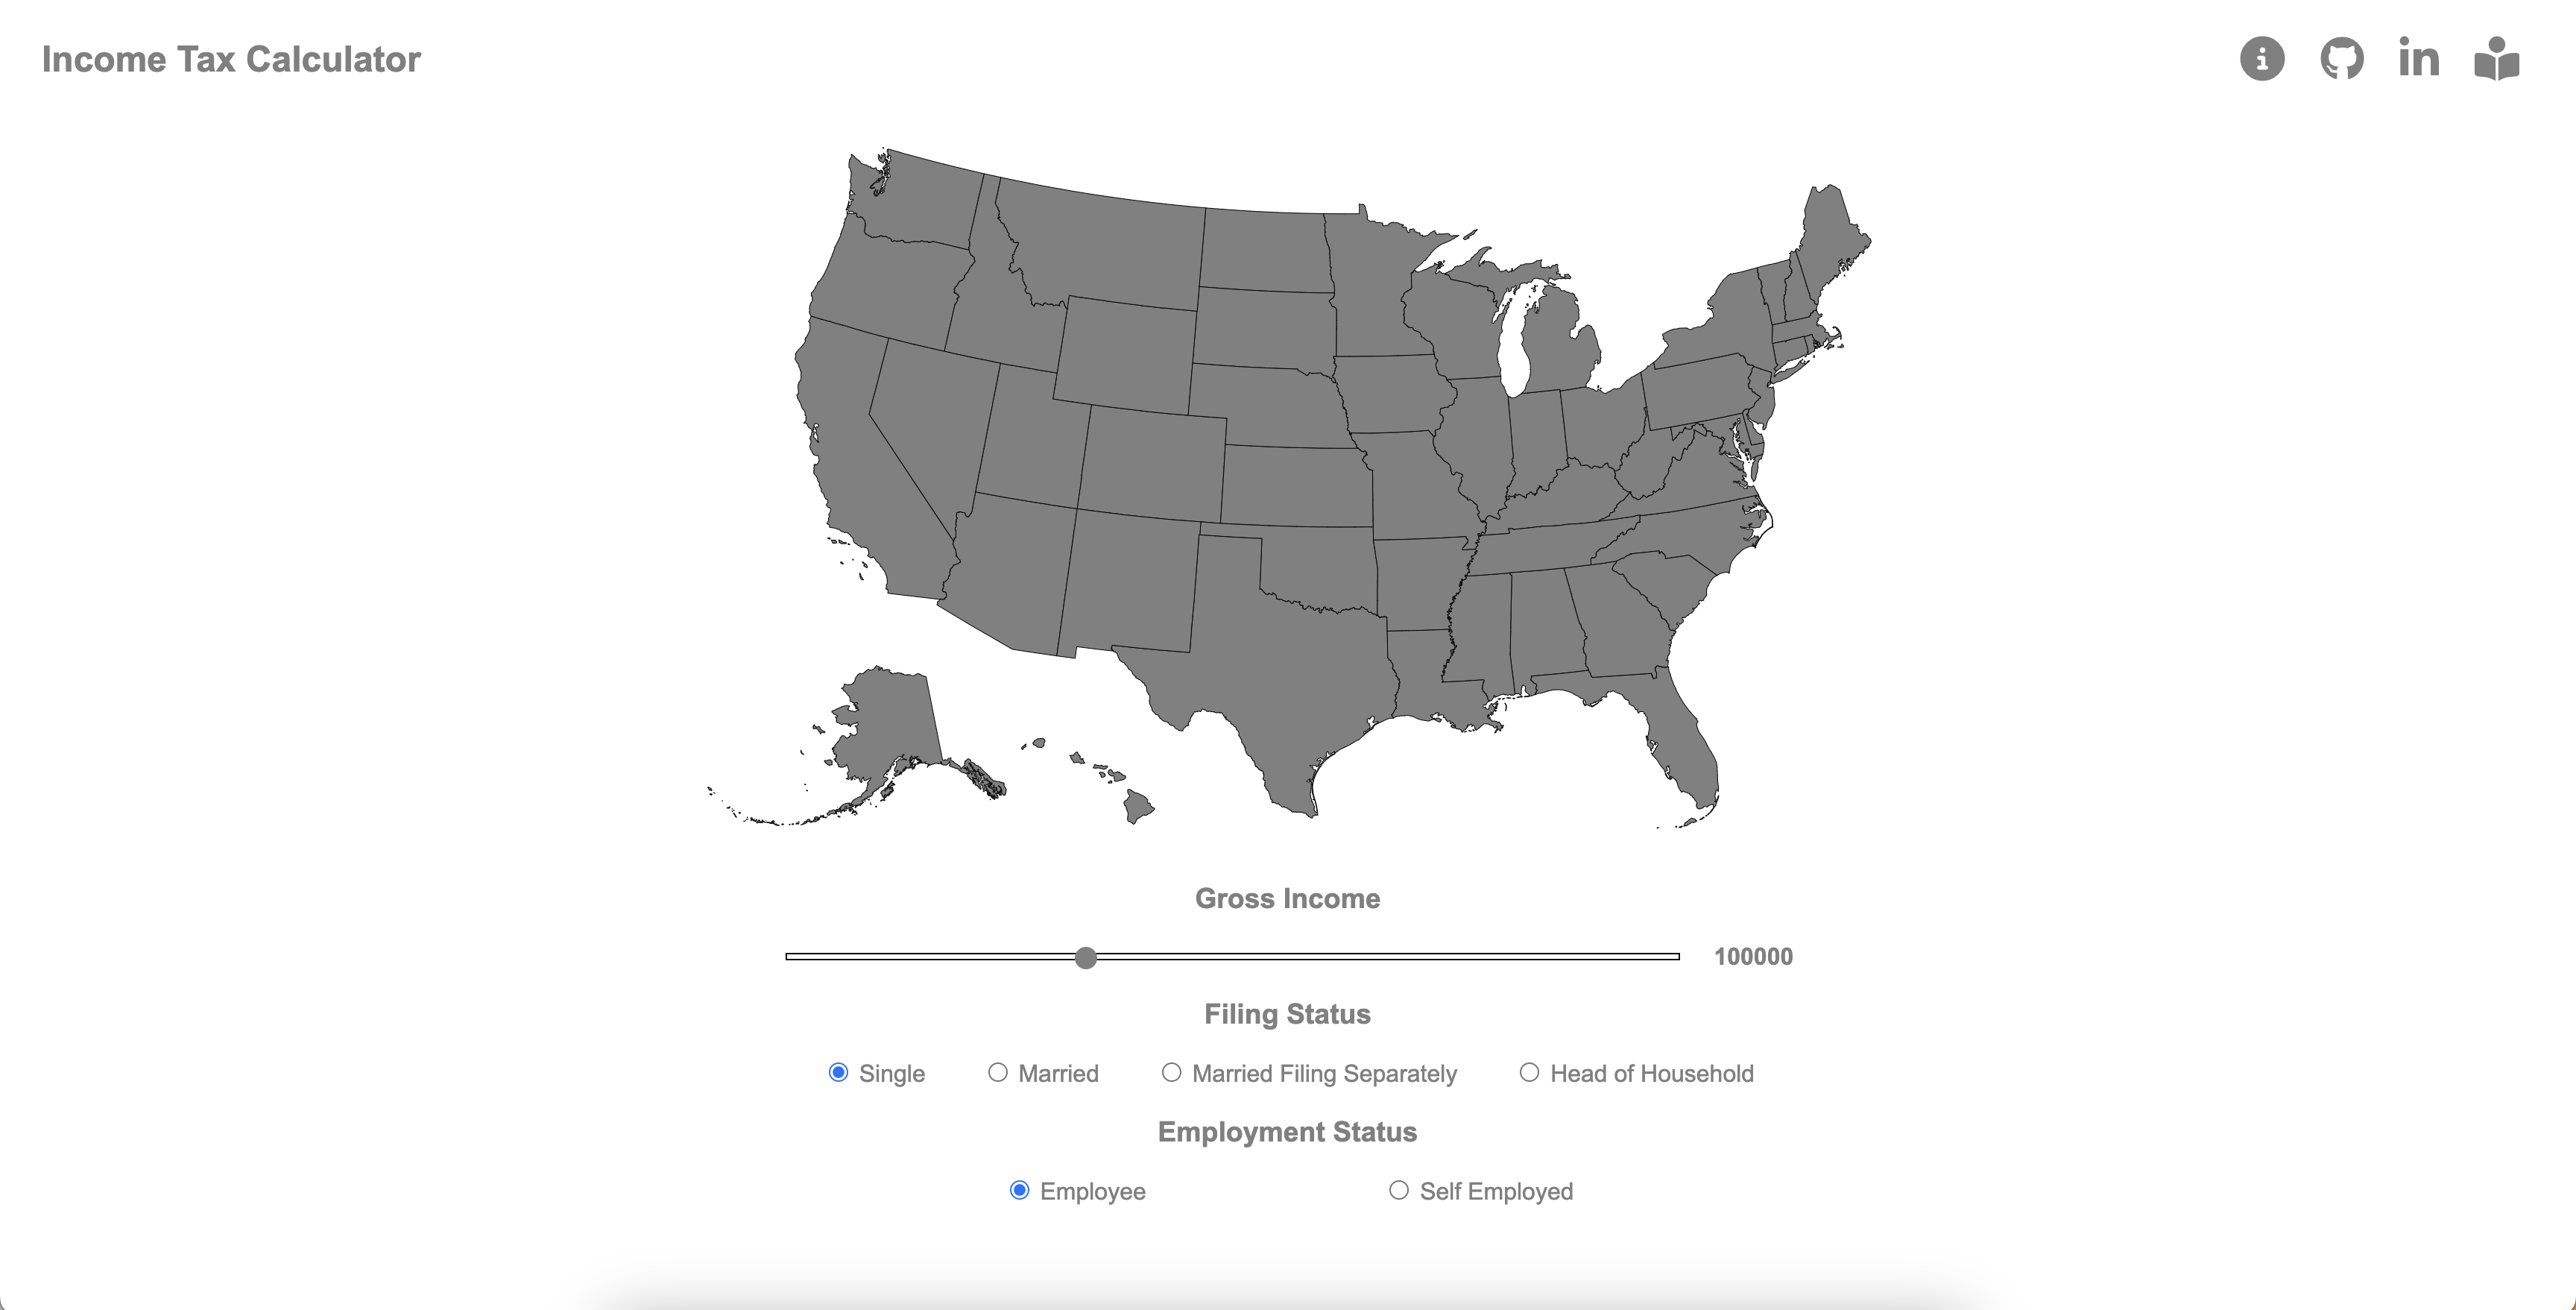 Income Tax Calculator
Gross Income
100000
Filing Status
Single Married Married Filing Separately Head of Household
Employment Status
Employee Self Employed